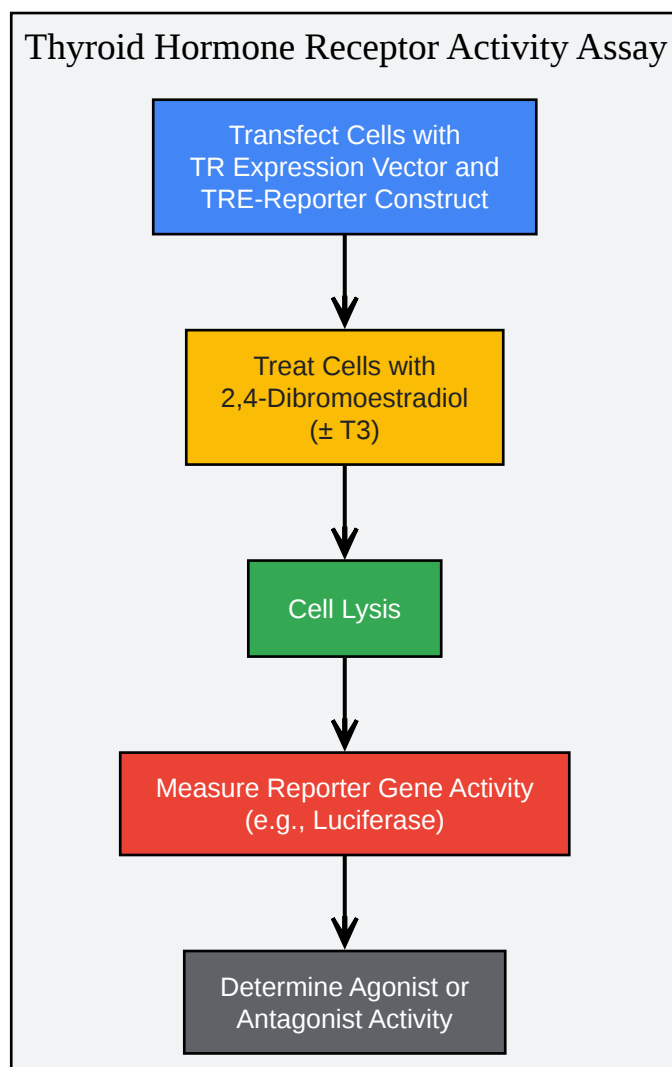 Thyroid Hormone Receptor Activity Assay
Transfect Cells with
TR Expression Vector and
TRE-Reporter Construct
Treat Cells with
2,4-Dibromoestradiol
(± T3)
Cell Lysis
Measure Reporter Gene Activity
(e.g., Luciferase)
Determine Agonist or
Antagonist Activity